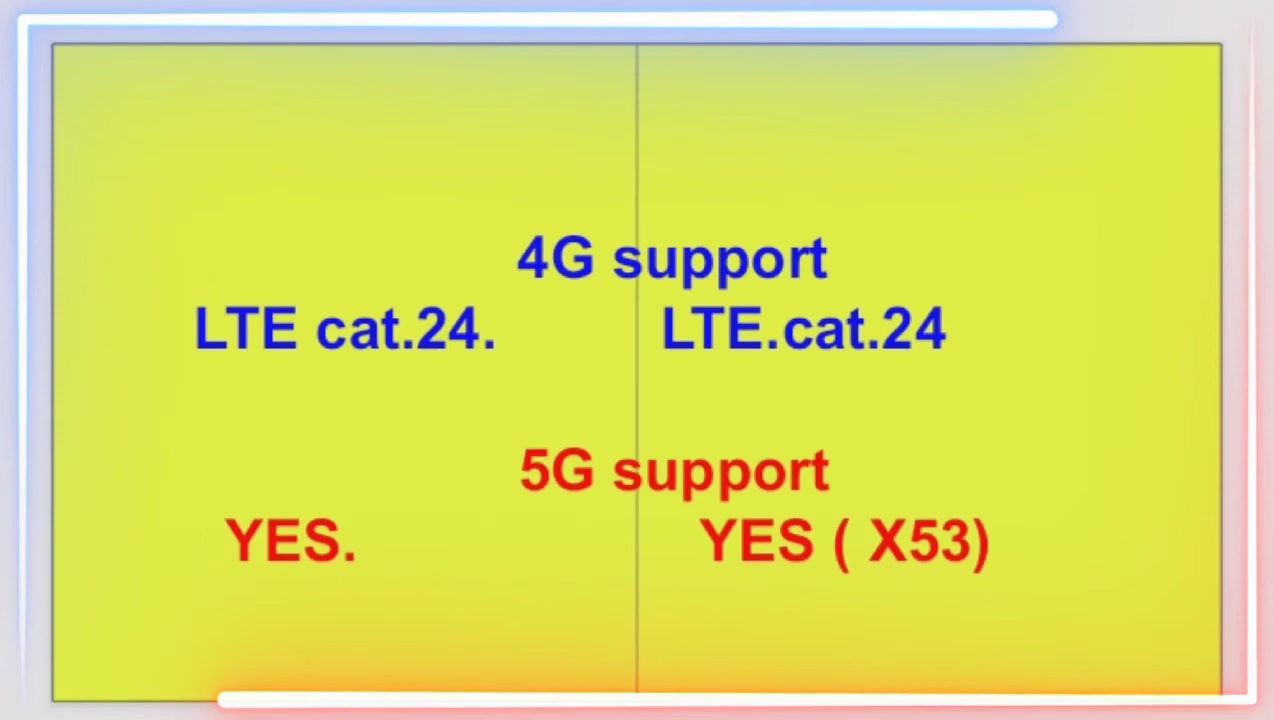 4G support
LTE cat.24. LTE.cat.24
5G support
YES. YES ( X53)